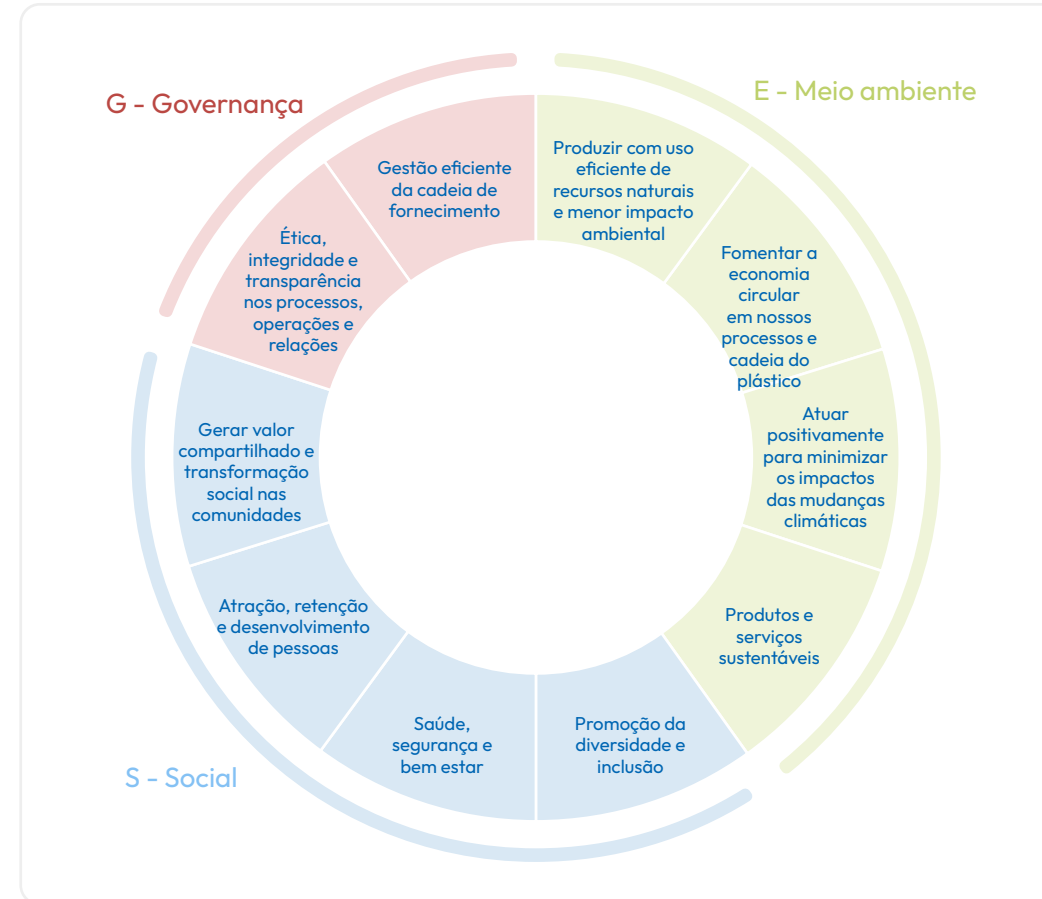 G - Governança
E - Meio ambiente
Produzir com uso
eficiente de
recursos naturais
e menor impacto
ambiental
Fomentar a
economia
circular
em nossos
processos e
cadeia do
plástico
Atuar
positivamente
para minimizar
os impactos
das mudanças
climáticas
Produtos e
serviços
sustentáveis
Promoção da
diversidade e
inclusão
Saúde,
segurança e
bem estar
Atração, retenção
e desenvolvimento
de pessoas
Gerar valor
compartilhado e
transformação
social nas
comunidades
Ética,
integridade e
transparência
nos processos,
operações e
relações
Gestão eficiente
da cadeia de
fornecimento
S - Social